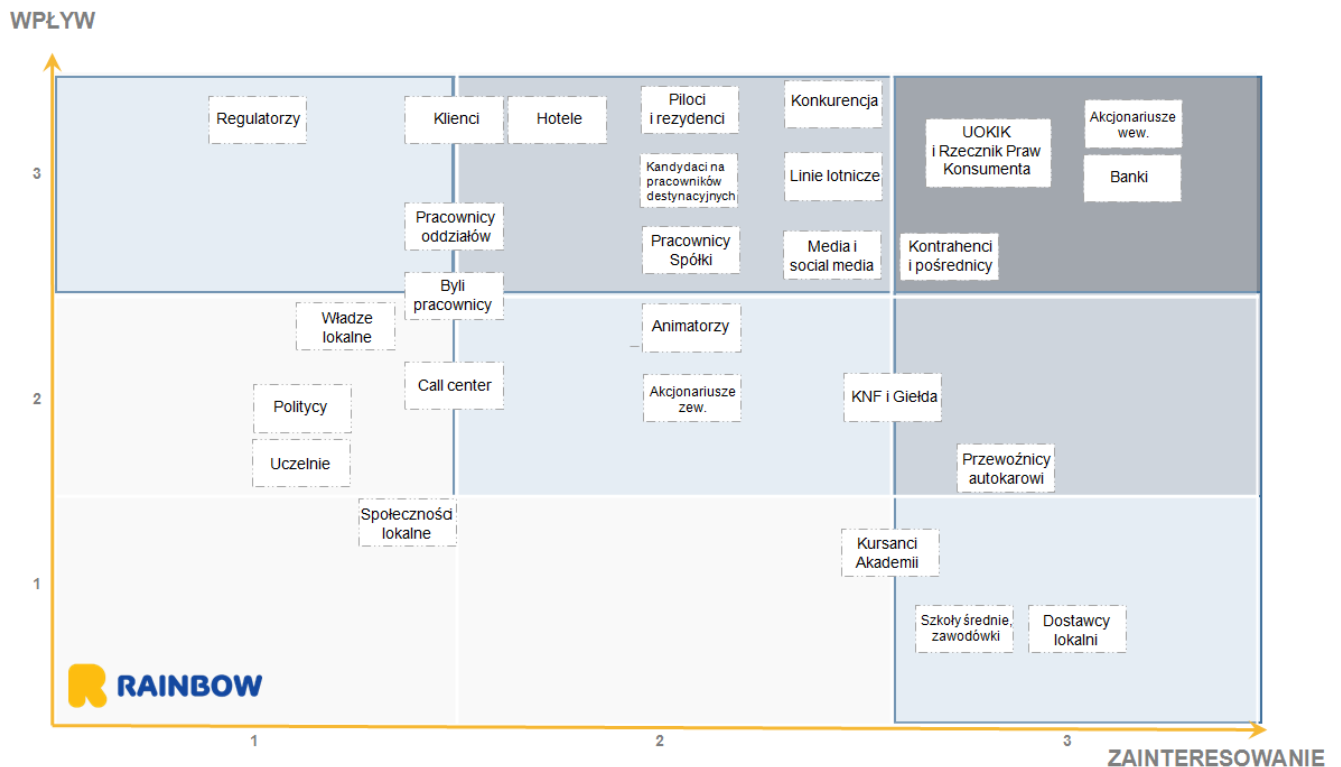 WPŁYW
Regulatorzy
Klienci
Hotele
Piloci
i rezydenci
Konkurencja
UOKIK
i Rzecznik Praw
Konsumenta
Akcjonariusze
wew.
3
Kandydaci na
pracowników
destynacyjnych
Linie lotnicze
Banki
Pracownicy
oddziałów
Pracownicy
Spółki
Media i
social media
Kontrahenci
i pośrednicy
Byli
pracownicy
Władze
lokalne
Animatorzy
2
Call center
Politycy
Akcjonariusze
zew.
KNF i Giełda
Uczelnie
Przewoźnicy
autokarowi
Społeczności
lokalne
Kursanci
Akademii
1
Szkoły średnie,
zawodówki
Dostawcy
lokalni
RAINBOW
1
2
3
ZAINTERESOWANIE